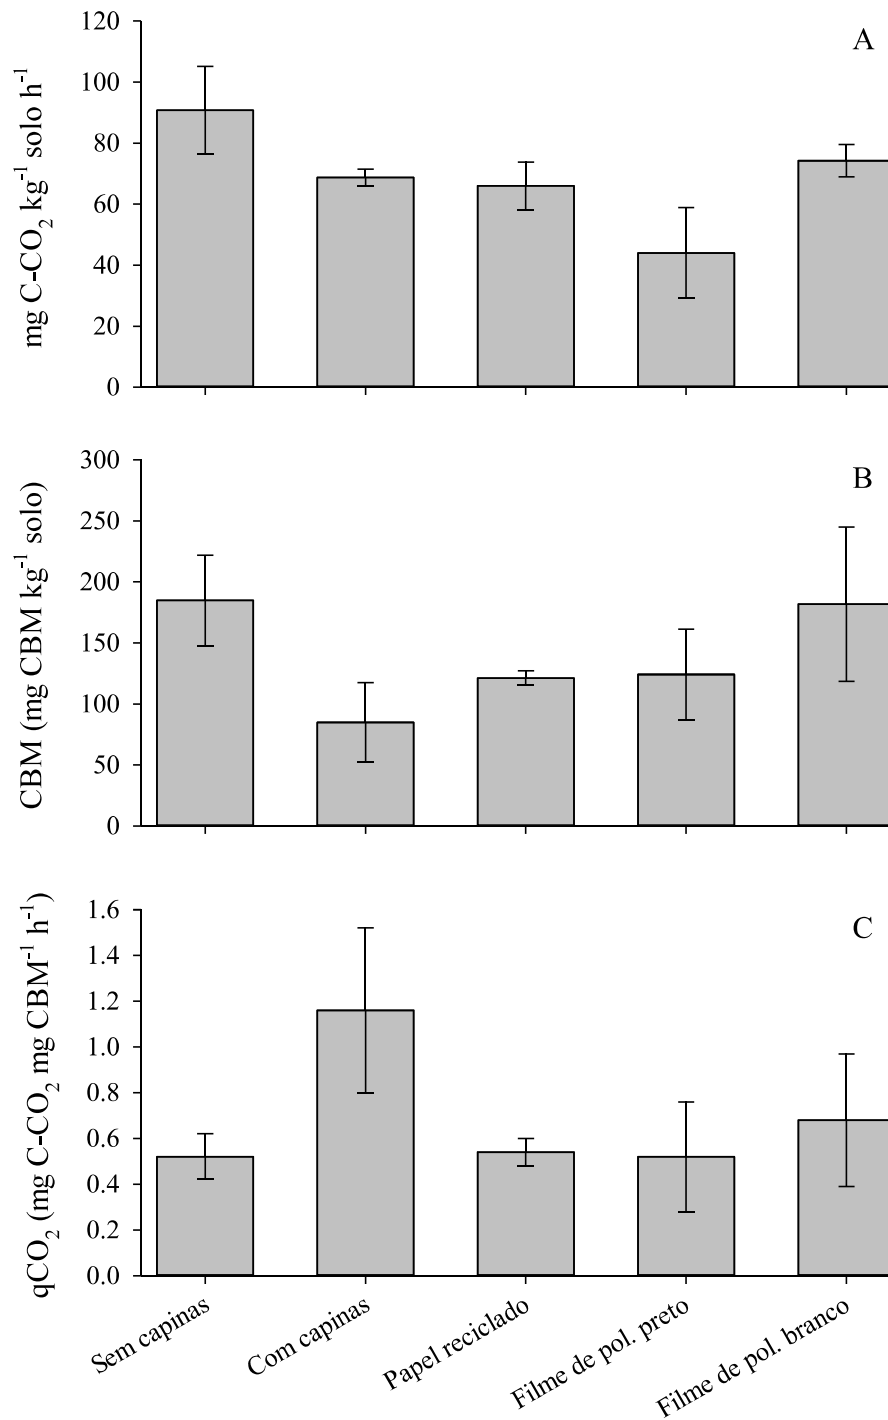 A
mg C-CO₂ kg⁻¹ solo h⁻¹
120
100
80
60
40
20
0
B
CBM (mg CBM kg⁻¹ solo)
300
250
200
150
100
50
0
C
qCO₂ (mg C-CO₂ mg CBM⁻¹ h⁻¹)
1.6
1.4
1.2
1.0
0.8
0.6
0.4
0.2
0.0
Sem capinas
Com capinas
Papel reciclado
Filme de pol. preto
Filme de pol. branco